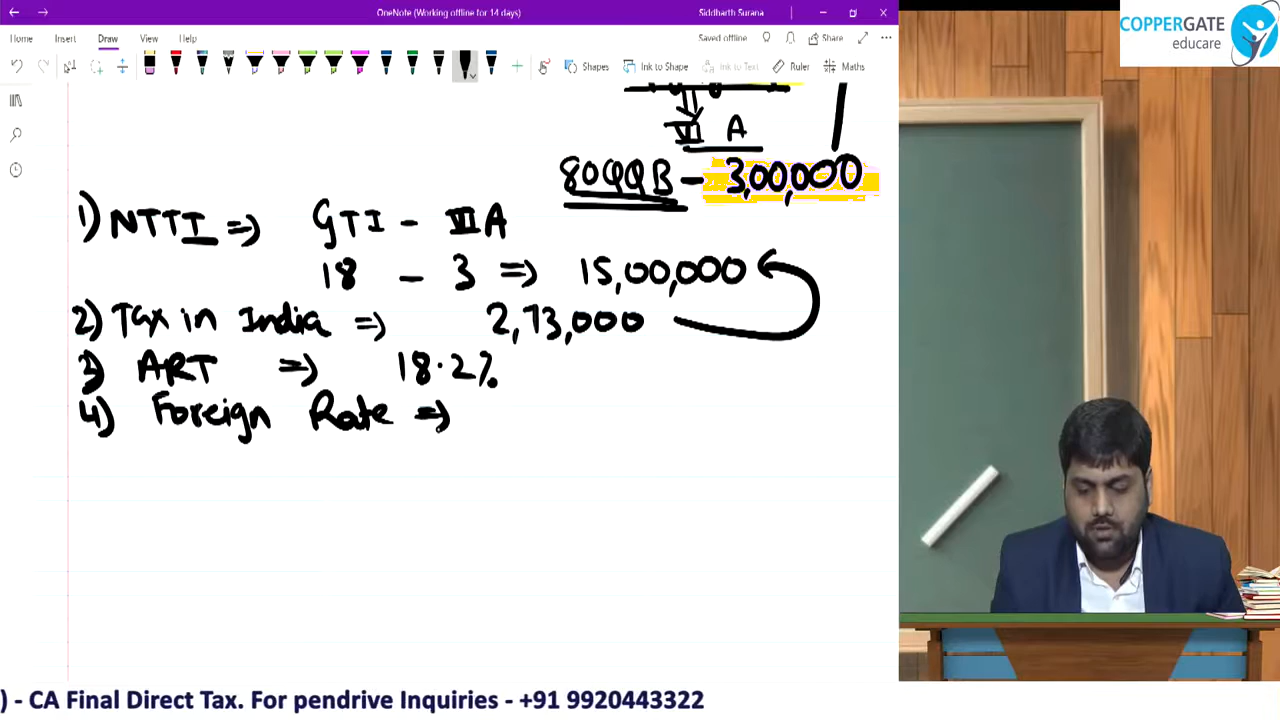 OneNote (Working offline for 14 days)
Siddharth Surana
COPPERGATE
educare
Home Insert Draw View Help
Saved offline
Share
Shapes
Ink to Shape
Ink to Text
Ruler
Maths
VI A
80QQB - 3,00,000
1) NTTI => GTI - VIA
18 - 3 => 15,00,000
2) Tax in India => 2,73,000
3) ART => 18.2%
4) Foreign Rate =>
) - CA Final Direct Tax. For pendrive Inquiries - +91 9920443322